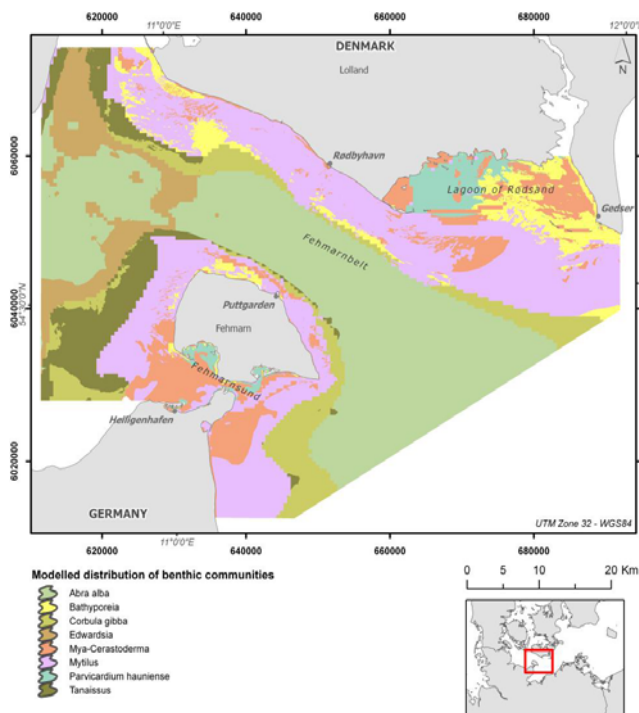 620000 640000 660000 680000
11°0'0"E 12°0'0"E
DENMARK
Lolland
N
6060000
Rødbyhavn
Lagoon of Rødsand
Gedser
Fehmarnbelt
6040000
54°30'0"N
Puttgarden
Fehmarn
Fehmarnsund
Heiligenhafen
6020000
GERMANY
UTM Zone 32 - WGS84
620000 640000 660000 680000
11°0'0"E
Modelled distribution of benthic communities
Abra alba
Bathyporeia
Corbula gibba
Edwardsia
Mya-Cerastoderma
Mytilus
Parvicardium hauniense
Tanaissus
0 5 10 20 Km